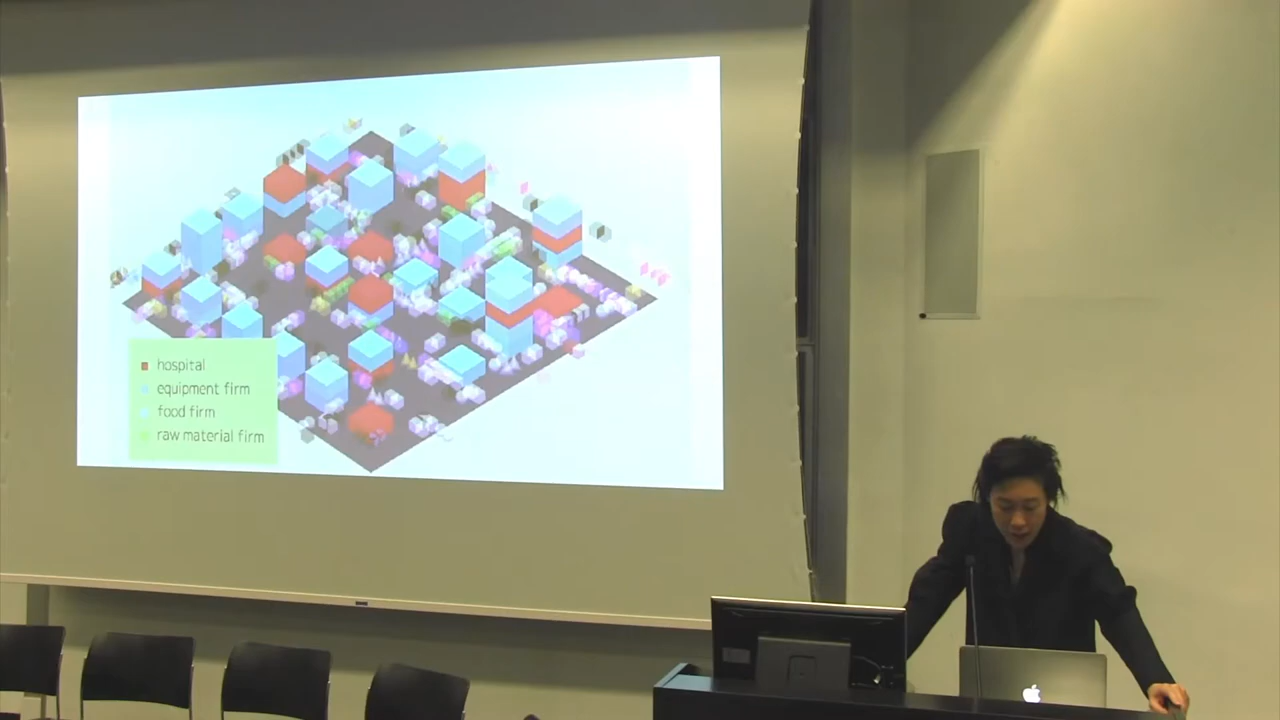 hospital
equipment firm
food firm
raw material firm